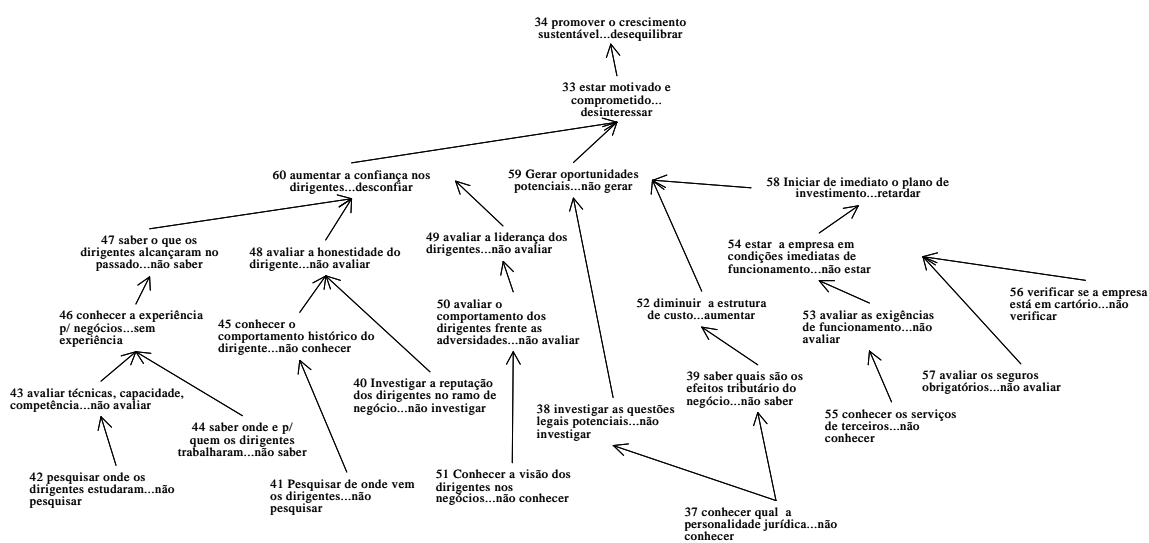 34 promover o crescimento
sustentável...desequilibrar
33 estar motivado e
comprometido...
desinteressar
60 aumentar a confiança nos
dirigentes...desconfiar
59 Gerar oportunidades
potenciais...não gerar
58 Iniciar de imediato o plano de
investimento...retardar
47 saber o que os
dirigentes alcançaram no
passado...não saber
48 avaliar a honestidade do
dirigente...não avaliar
49 avaliar a liderança dos
dirigentes...não avaliar
54 estar a empresa em
condições imediatas de
funcionamento...não estar
56 verificar se a empresa
está em cartório...não
verificar
46 conhecer a experiência
p/ negócios...sem
experiência
45 conhecer o
comportamento histórico do
dirigente...não conhecer
50 avaliar o
comportamento dos
dirigentes frente as
adversidades...não avaliar
52 diminuir a estrutura
de custo...aumentar
53 avaliar as exigências
de funcionamento...não
avaliar
57 avaliar os seguros
obrigatórios...não avaliar
43 avaliar técnicas, capacidade,
competência...não avaliar
44 saber onde e p/
quem os dirigentes
trabalharam...não saber
40 Investigar a reputação
dos dirigentes no ramo de
negócio...não investigar
38 investigar as questões
legais potenciais...não
investigar
39 saber quais são os
efeitos tributário do
negócio...não saber
55 conhecer os serviços
de terceiros...não
conhecer
42 pesquisar onde os
dirigentes estudaram...não
pesquisar
41 Pesquisar de onde vem
os dirigentes...não
pesquisar
51 Conhecer a visão dos
dirigentes nos
negócios...não conhecer
37 conhecer qual a
personalidade jurídica...não
conhecer